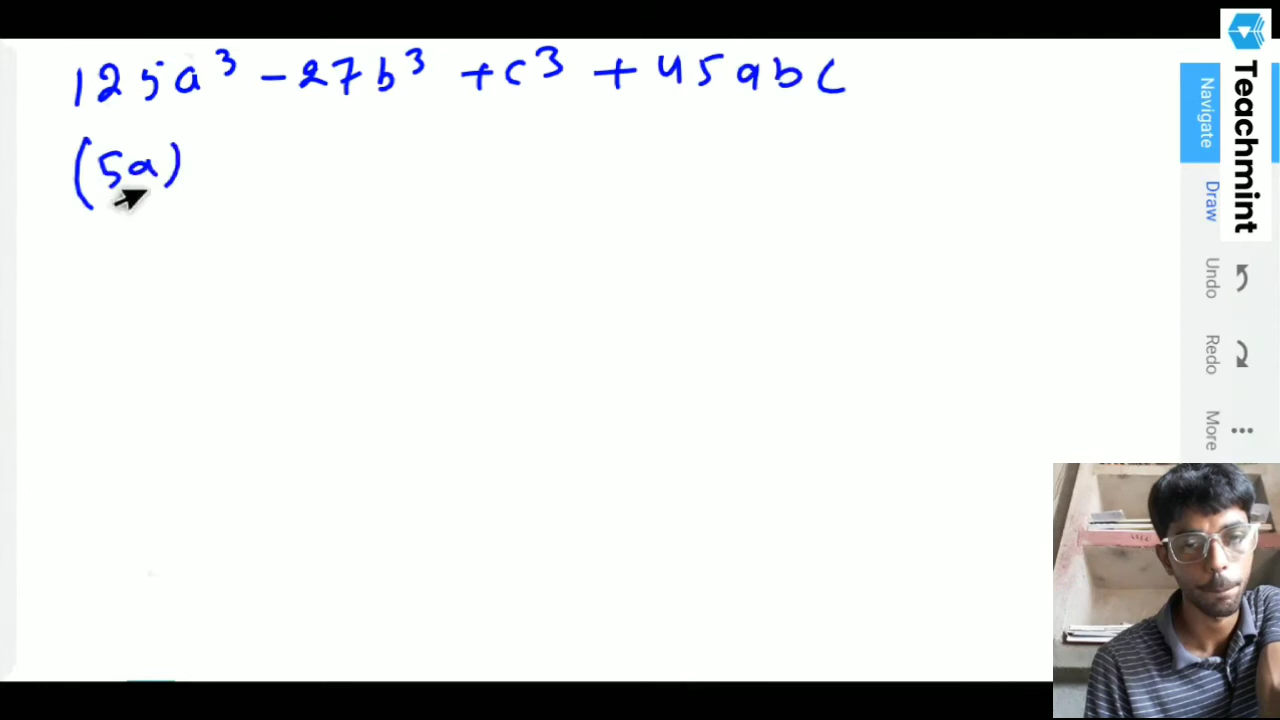 125a³ - 27b³ + c³ + 45abc
(5a)
Teachmint
Navigate
Draw
Undo
Redo
More